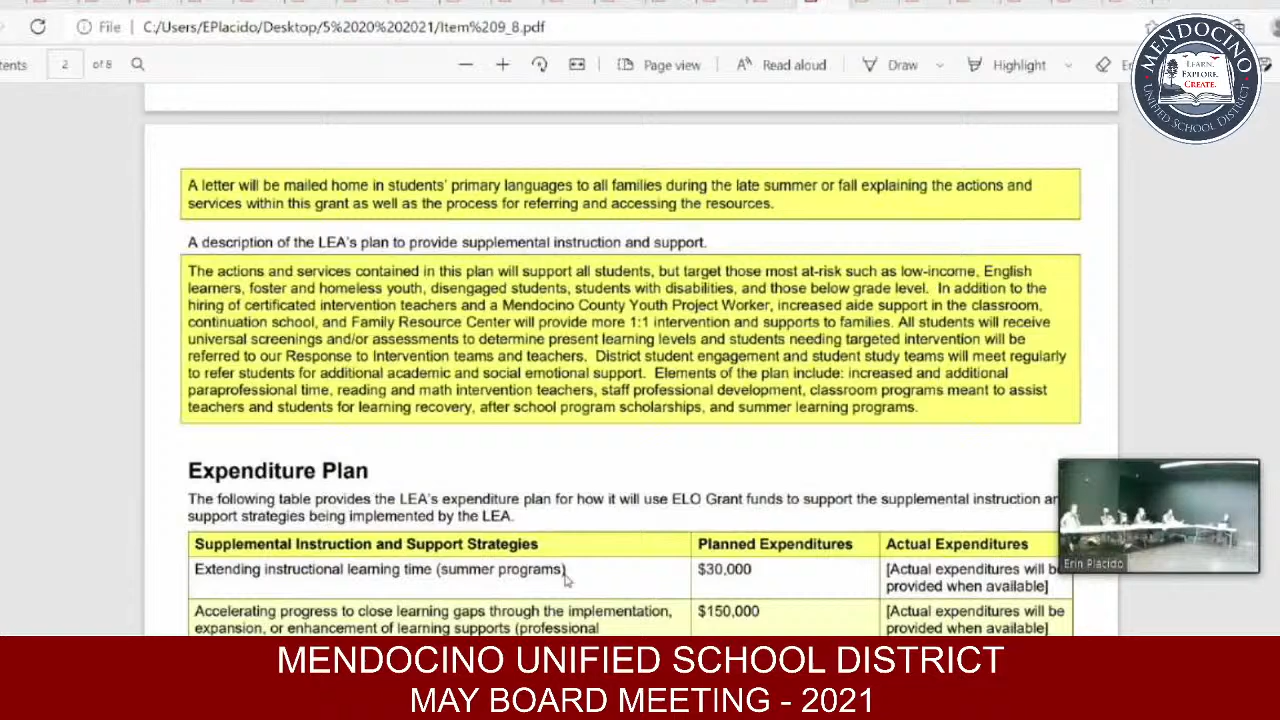 File
C:/Users/EPlacido/Desktop/5%2020%202021/Item%209_8.pdf
ents
2
of 8
Page view
Read aloud
Draw
Highlight
MENDOCINO
LEARN.
EXPLORE.
CREATE.
UNIFIED SCHOOL DISTRICT
A letter will be mailed home in students' primary languages to all families during the late summer or fall explaining the actions and
services within this grant as well as the process for referring and accessing the resources.
A description of the LEA's plan to provide supplemental instruction and support.
The actions and services contained in this plan will support all students, but target those most at-risk such as low-income, English
learners, foster and homeless youth, disengaged students, students with disabilities, and those below grade level. In addition to the
hiring of certificated intervention teachers and a Mendocino County Youth Project Worker, increased aide support in the classroom,
continuation school, and Family Resource Center will provide more 1:1 intervention and supports to families. All students will receive
universal screenings and/or assessments to determine present learning levels and students needing targeted intervention will be
referred to our Response to Intervention teams and teachers. District student engagement and student study teams will meet regularly
to refer students for additional academic and social emotional support. Elements of the plan include: increased and additional
paraprofessional time, reading and math intervention teachers, staff professional development, classroom programs meant to assist
teachers and students for learning recovery, after school program scholarships, and summer learning programs.
Expenditure Plan
The following table provides the LEA's expenditure plan for how it will use ELO Grant funds to support the supplemental instruction an
support strategies being implemented by the LEA.
Supplemental Instruction and Support Strategies
Planned Expenditures
Actual Expenditures
Extending instructional learning time (summer programs)
$30,000
[Actual expenditures will be
provided when available]
Accelerating progress to close learning gaps through the implementation,
expansion, or enhancement of learning supports (professional
$150,000
[Actual expenditures will be
provided when available]
Erin Placido
MENDOCINO UNIFIED SCHOOL DISTRICT
MAY BOARD MEETING - 2021